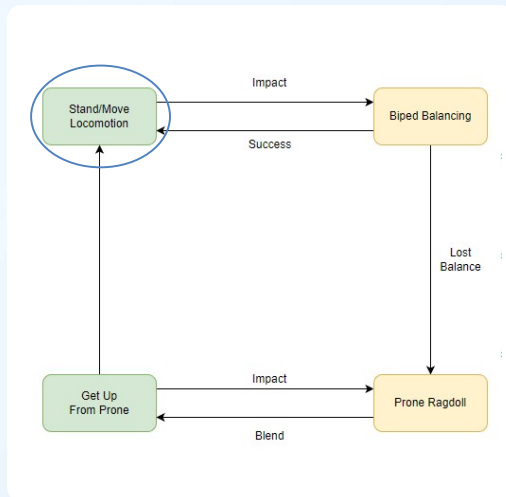 Impact
Stand/Move
Locomotion
Biped Balancing
Success
Lost
Balance
Impact
Get Up
From Prone
Prone Ragdoll
Blend